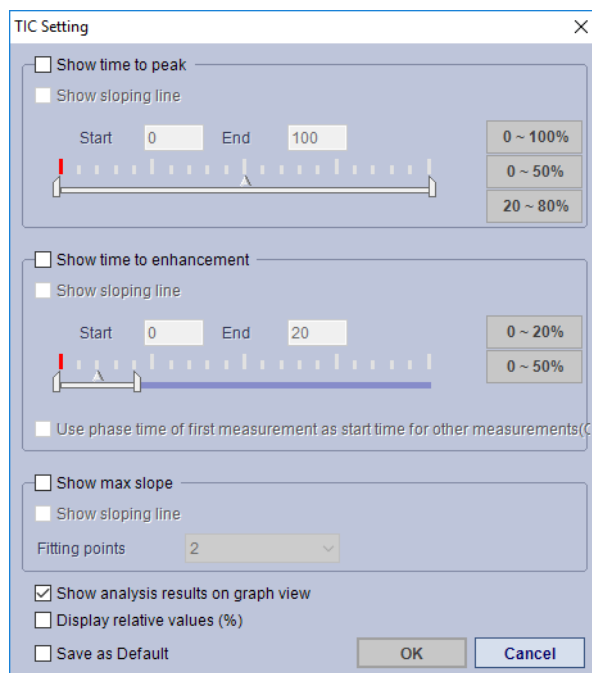 TIC Setting
Show time to peak
Show sloping line
Start 0 End 100
0 ~ 100%
0 ~ 50%
20 ~ 80%
Show time to enhancement
Show sloping line
Start 0 End 20
0 ~ 20%
0 ~ 50%
Use phase time of first measurement as start time for other measurements(
Show max slope
Show sloping line
Fitting points 2
Show analysis results on graph view
Display relative values (%)
Save as Default OK Cancel